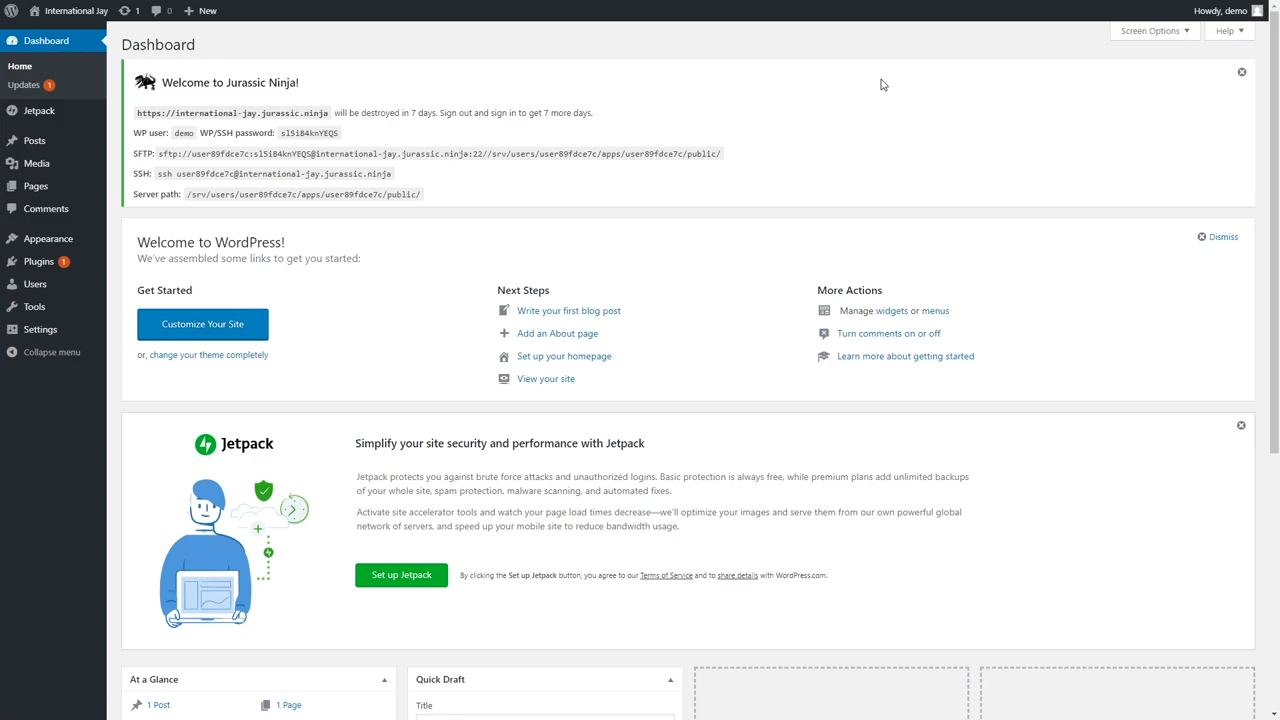 International Jay 1 0 New Howdy, demo
Dashboard
Home
Updates 1
Jetpack
Posts
Media
Pages
Comments
Appearance
Plugins 1
Users
Tools
Settings
Collapse menu
Screen Options Help
Dashboard
Welcome to Jurassic Ninja!
https://international-jay.jurassic.ninja will be destroyed in 7 days. Sign out and sign in to get 7 more days.
WP user: demo WP/SSH password: sl5iB4knYEQS
SFTP: sftp://user89fdce7c:sl5iB4knYEQS@international-jay.jurassic.ninja:22//srv/users/user89fdce7c/apps/user89fdce7c/public/
SSH: ssh user89fdce7c@international-jay.jurassic.ninja
Server path: /srv/users/user89fdce7c/apps/user89fdce7c/public/
Welcome to WordPress!
Dismiss
We've assembled some links to get you started:
Get Started
Customize Your Site
or, change your theme completely
Next Steps
Write your first blog post
Add an About page
Set up your homepage
View your site
More Actions
Manage widgets or menus
Turn comments on or off
Learn more about getting started
Jetpack
Simplify your site security and performance with Jetpack
Jetpack protects you against brute force attacks and unauthorized logins. Basic protection is always free, while premium plans add unlimited backups
of your whole site, spam protection, malware scanning, and automated fixes.
Activate site accelerator tools and watch your page load times decrease—we'll optimize your images and serve them from our own powerful global
network of servers, and speed up your mobile site to reduce bandwidth usage.
Set up Jetpack By clicking the Set up Jetpack button, you agree to our Terms of Service and to share details with WordPress.com.
At a Glance
1 Post 1 Page
Quick Draft
Title